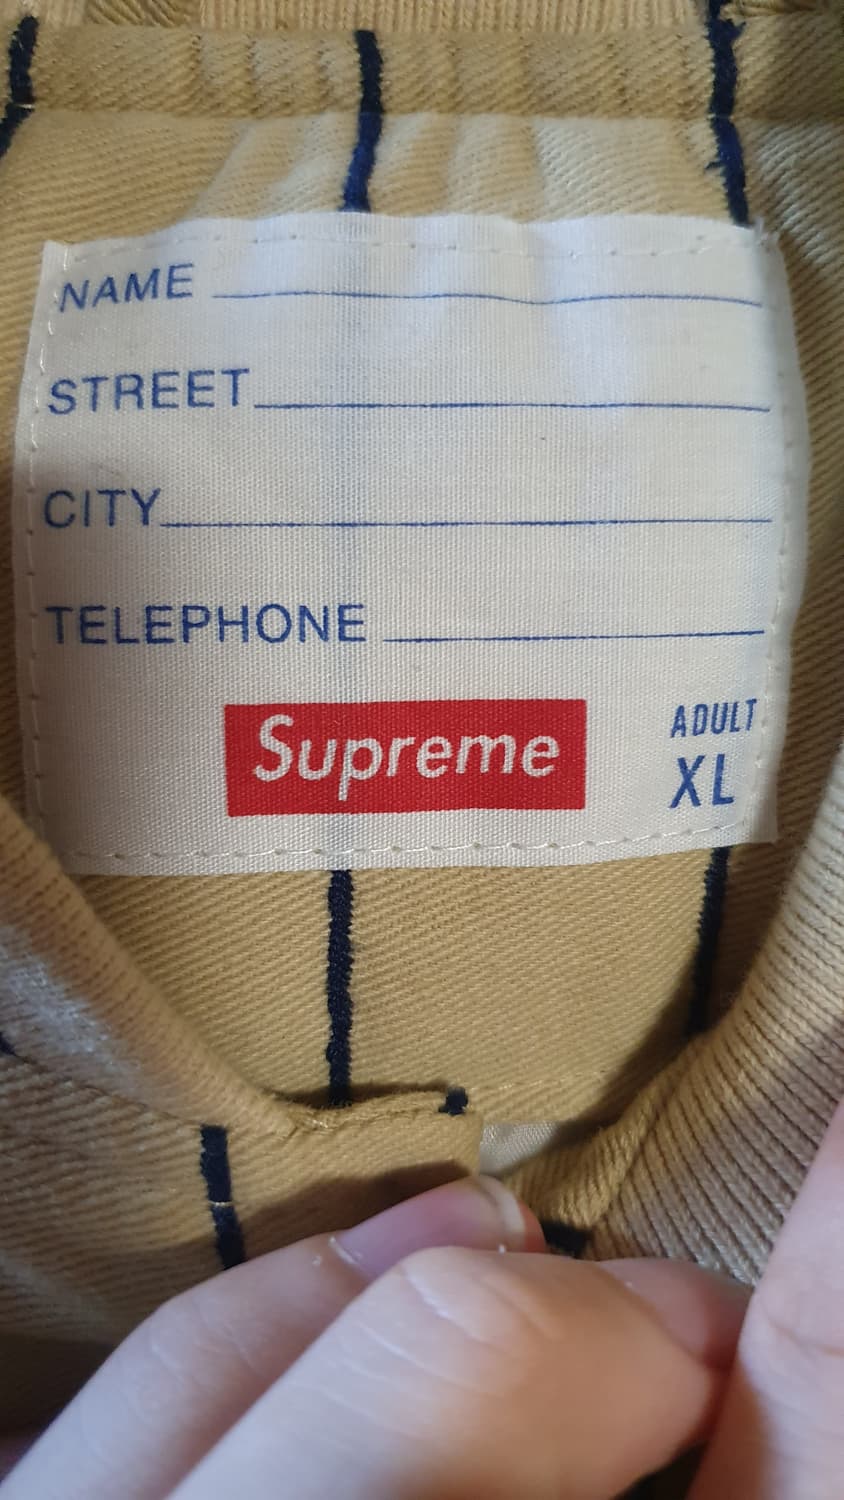 NAME
STREET
CITY
TELEPHONE
Supreme
ADULT
XL